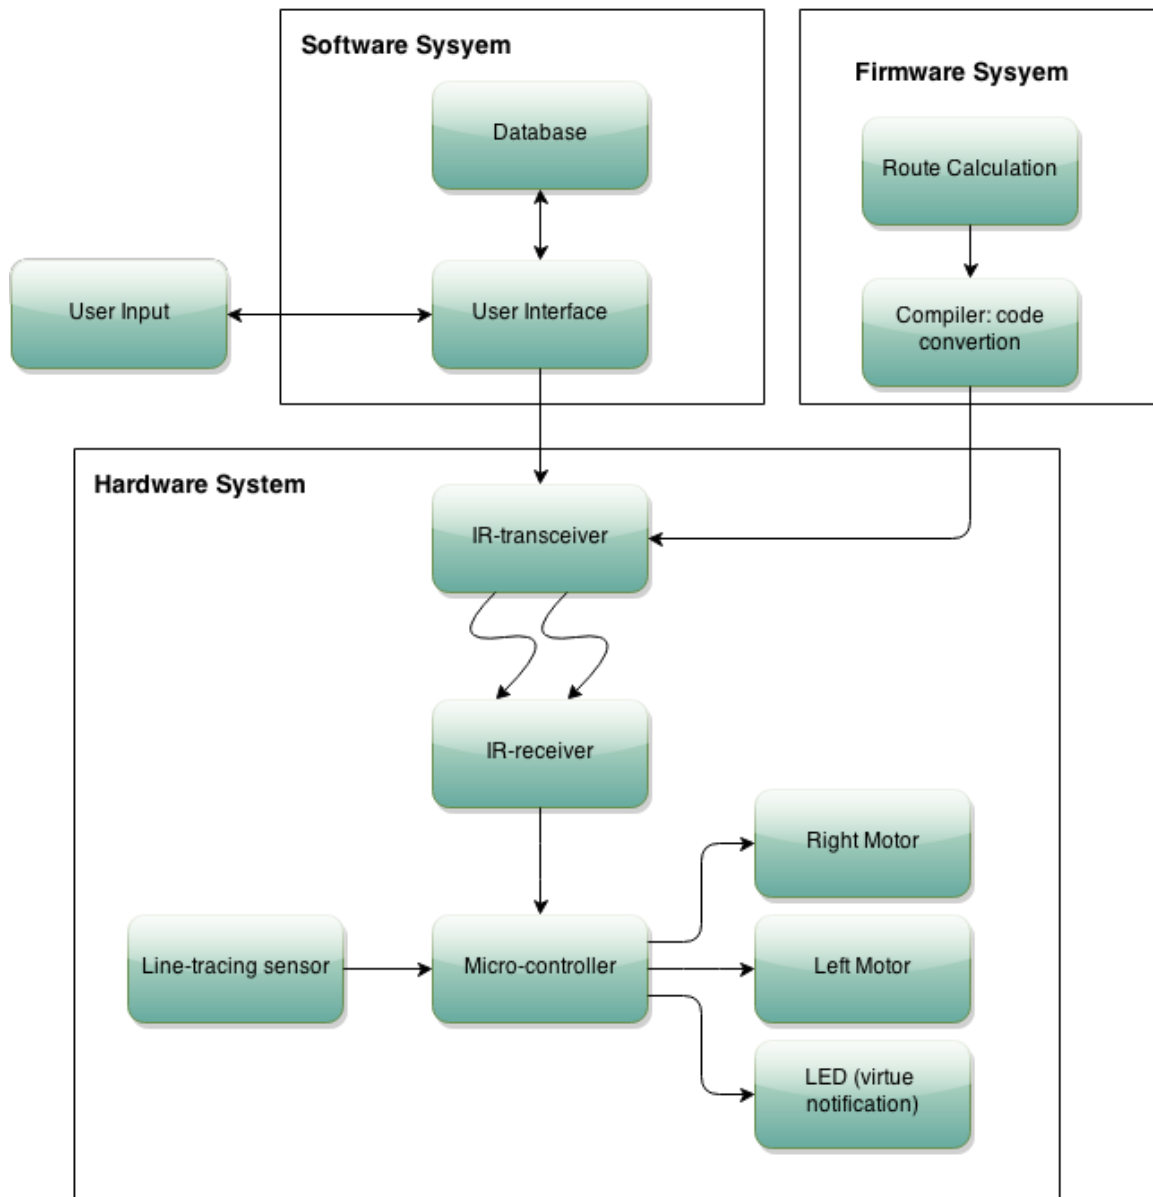 Software Sysyem
Firmware Sysyem
Database
Route Calculation
User Input
User Interface
Compiler: code
convertion
Hardware System
IR-transceiver
IR-receiver
Right Motor
Line-tracing sensor
Micro-controller
Left Motor
LED (virtue
notification)